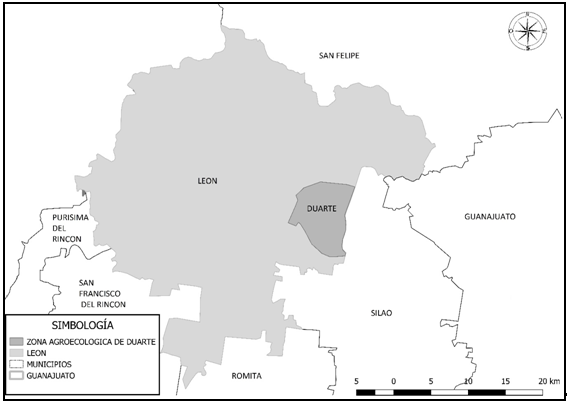 N
O
E
S
SAN FELIPE
LEON
DUARTE
GUANAJUATO
PURISIMA
DEL
RINCON
SAN
FRANCISCO
DEL RINCON
SILAO
ROMITA
SIMBOLOGÍA
ZONA AGROECOLOGICA DE DUARTE
LEON
MUNICIPIOS
GUANAJUATO
5 0 5 10 15 20 km